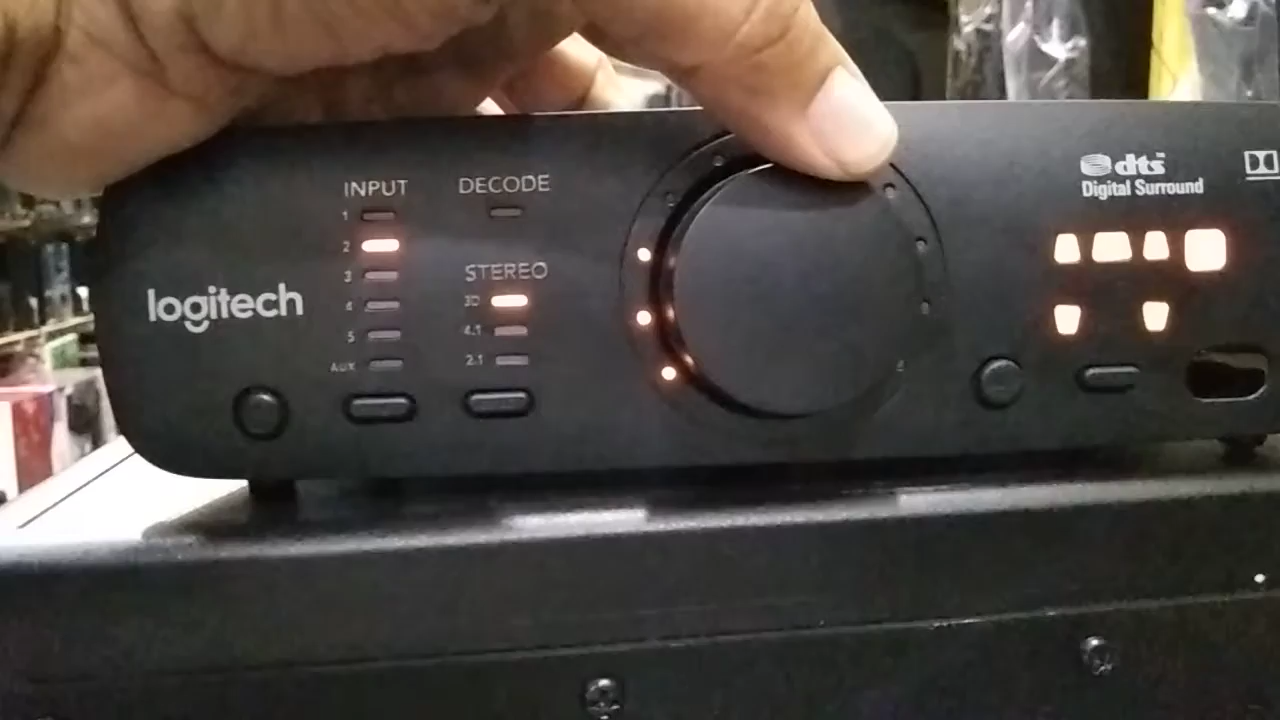 INPUT
DECODE
1
2
3
4
5
AUX
STEREO
3D
4.1
2.1
logitech
dts
Digital Surround